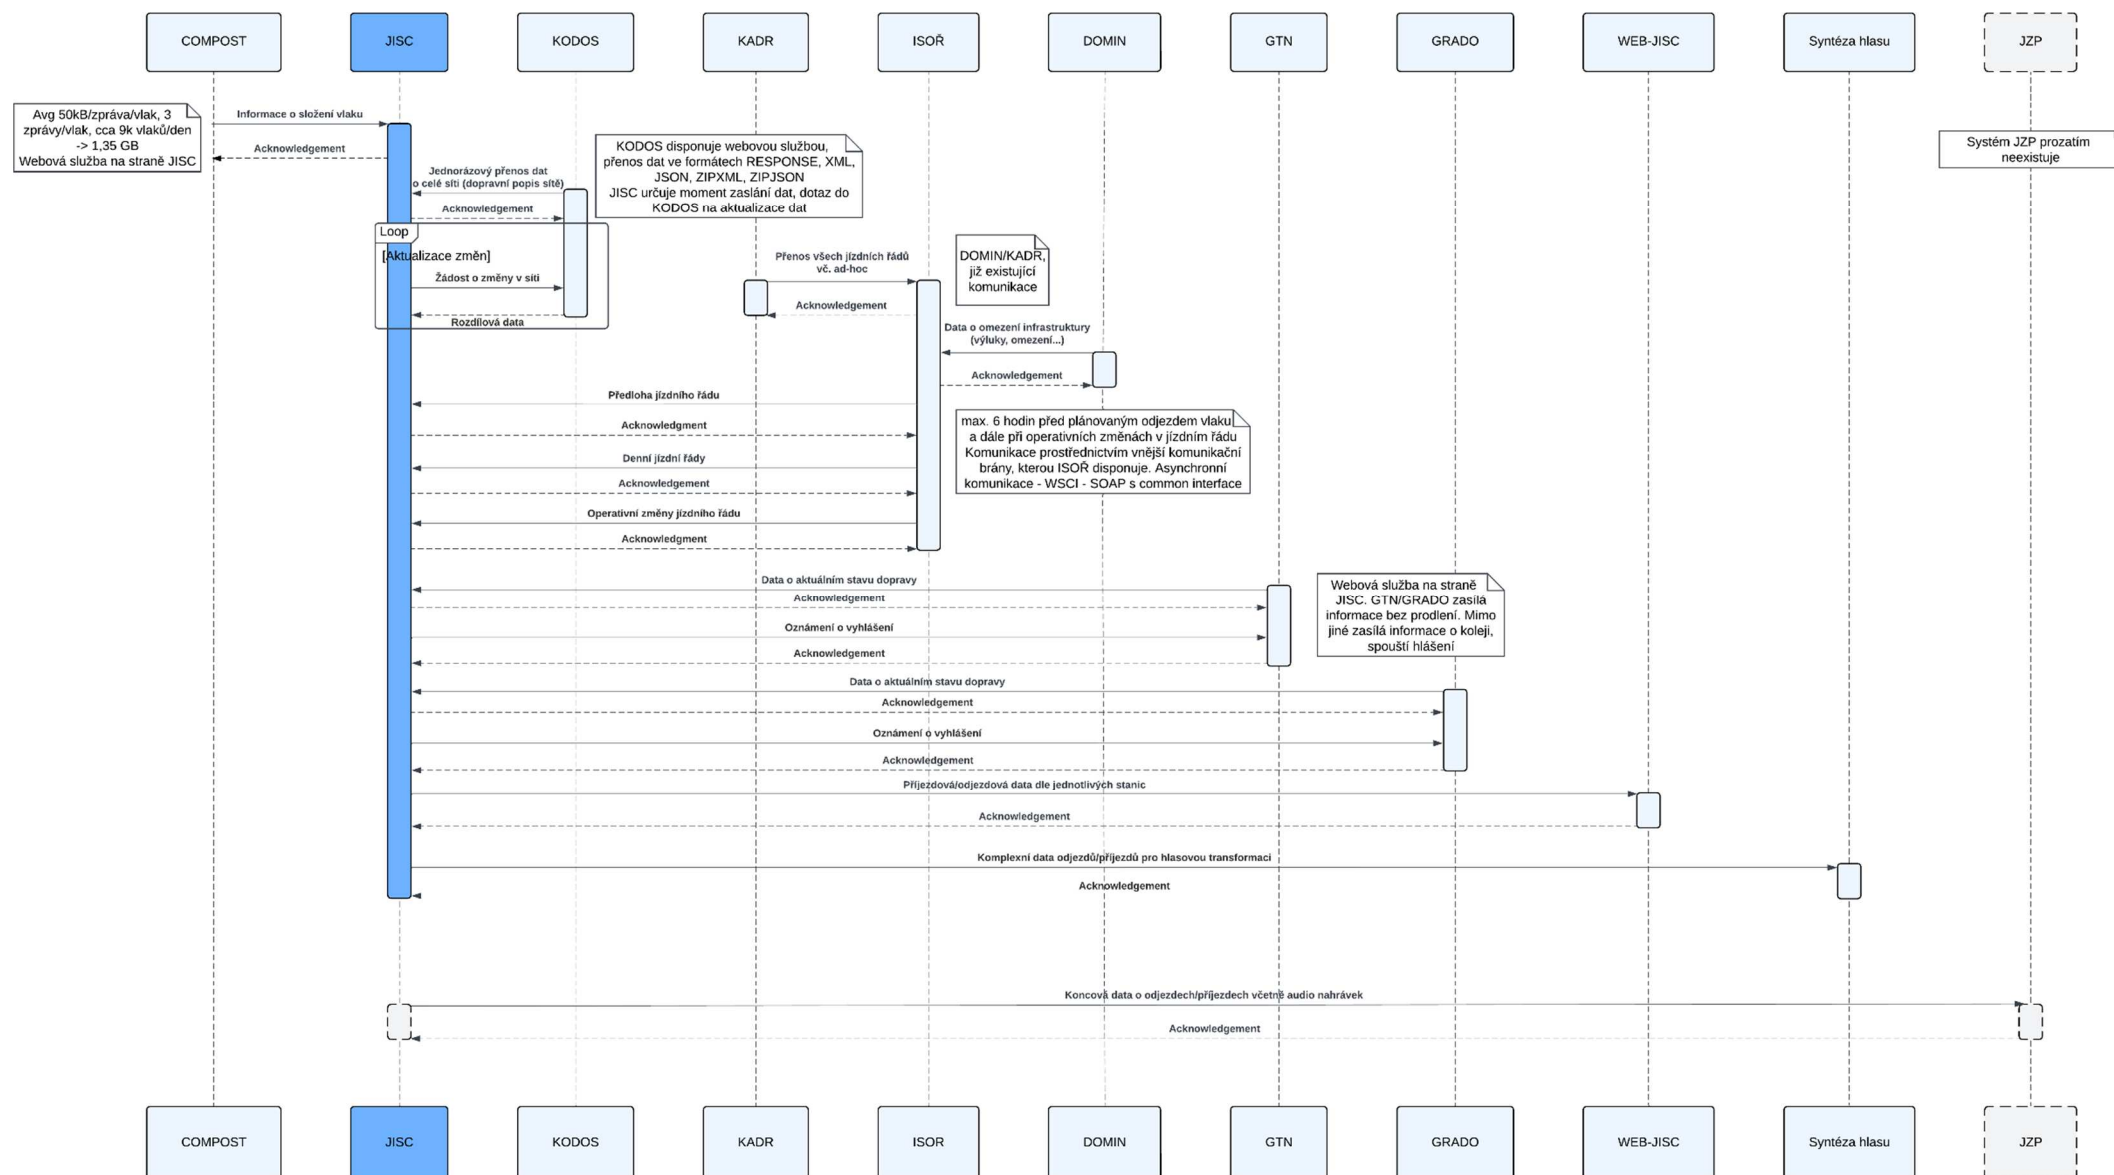 COMPOST
JISC
KODOS
KADR
ISOŘ
DOMIN
GTN
GRADO
WEB-JISC
Syntéza hlasu
JZP
Avg 50kB/zpráva/vlak, 3
zprávy/vlak, cca 9k vlaků/den
-> 1,35 GB
Webová služba na straně JISC
Informace o složení vlaku
Acknowledgement
KODOS disponuje webovou službou,
přenos dat ve formátech RESPONSE, XML,
JSON, ZIPXML, ZIPJSON
JISC určuje moment zaslání dat, dotaz do
KODOS na aktualizace dat
Systém JZP prozatím
neexistuje
Jednorázový přenos dat
o celé síti (dopravní popis sítě)
Acknowledgement
Loop
[Aktualizace změn]
Žádost o změny v síti
Rozdílová data
Přenos všech jízdních řádů
vč. ad-hoc
Acknowledgement
DOMIN/KADR,
již existující
komunikace
Data o omezení infrastruktury
(výluky, omezení...)
Acknowledgement
Předloha jízdního řádu
Acknowledgment
Denní jízdní řády
Acknowledgement
Operativní změny jízdního řádu
Acknowledgment
max. 6 hodin před plánovaným odjezdem vlaku
a dále při operativních změnách v jízdním řádu
Komunikace prostřednictvím vnější komunikační
brány, kterou ISOŘ disponuje. Asynchronní
komunikace - WSCI - SOAP s common interface
Data o aktuálním stavu dopravy
Acknowledgement
Oznámení o vyhlášení
Acknowledgement
Webová služba na straně
JISC. GTN/GRADO zasílá
informace bez prodlení. Mimo
jiné zasílá informace o koleji,
spouští hlášení
Data o aktuálním stavu dopravy
Acknowledgement
Oznámení o vyhlášení
Acknowledgement
Příjezdová/odjezdová data dle jednotlivých stanic
Acknowledgement
Komplexní data odjezdů/příjezdů pro hlasovou transformaci
Acknowledgement
Koncová data o odjezdech/příjezdech včetně audio nahrávek
Acknowledgement
COMPOST
JISC
KODOS
KADR
ISOR
DOMIN
GTN
GRADO
WEB-JISC
Syntéza hlasu
JZP